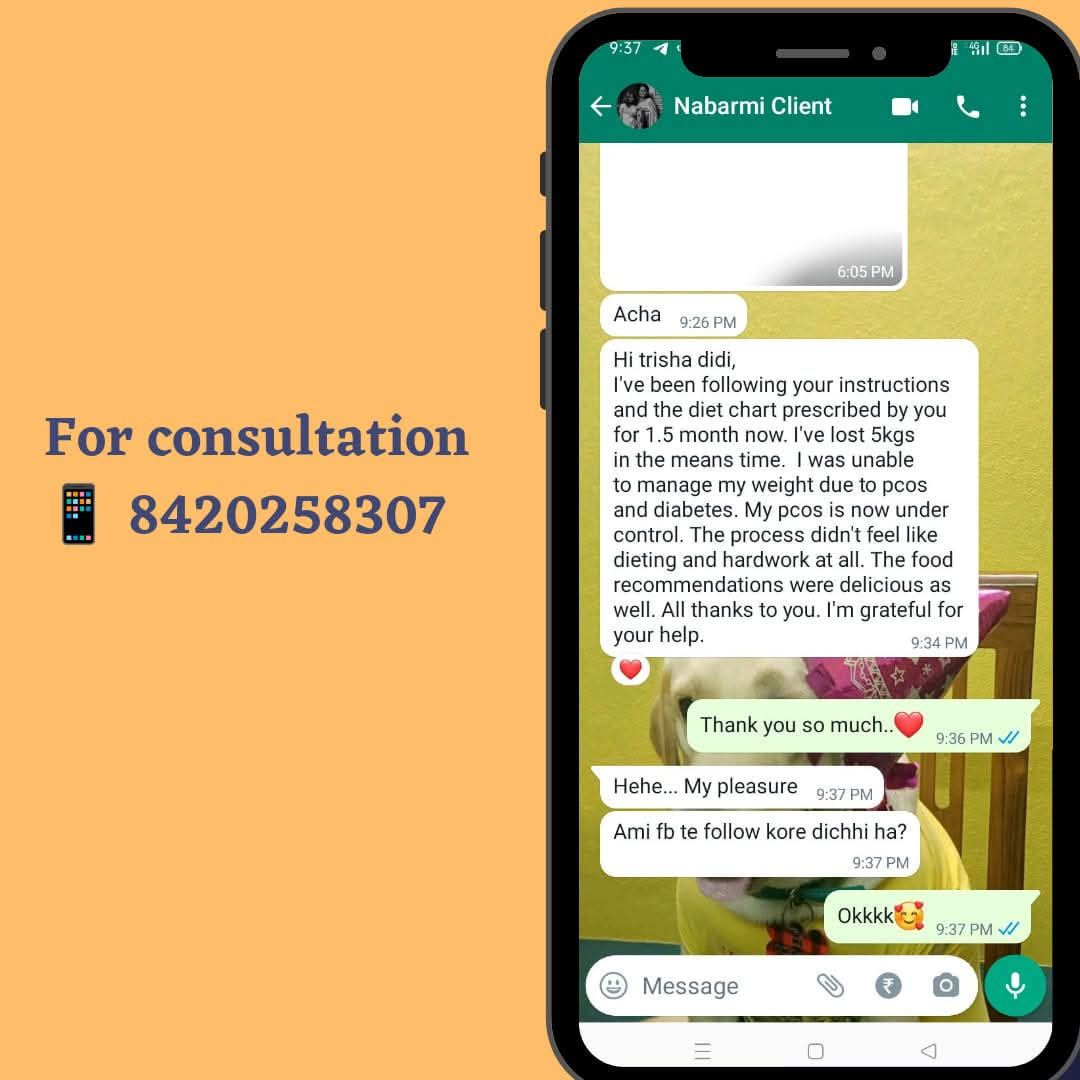 For consultation
📱 8420258307
9:37
4G
84
Nabarmi Client
6:05 PM
Acha 9:26 PM
Hi trisha didi,
I've been following your instructions
and the diet chart prescribed by you
for 1.5 month now. I've lost 5kgs
in the means time.  I was unable
to manage my weight due to pcos
and diabetes. My pcos is now under
control. The process didn't feel like
dieting and hardwork at all. The food
recommendations were delicious as
well. All thanks to you. I'm grateful for
your help. 9:34 PM
❤️
Thank you so much..❤️ 9:36 PM
Hehe... My pleasure 9:37 PM
Ami fb te follow kore dichhi ha?
9:37 PM
Okkkk🥰 9:37 PM
Message